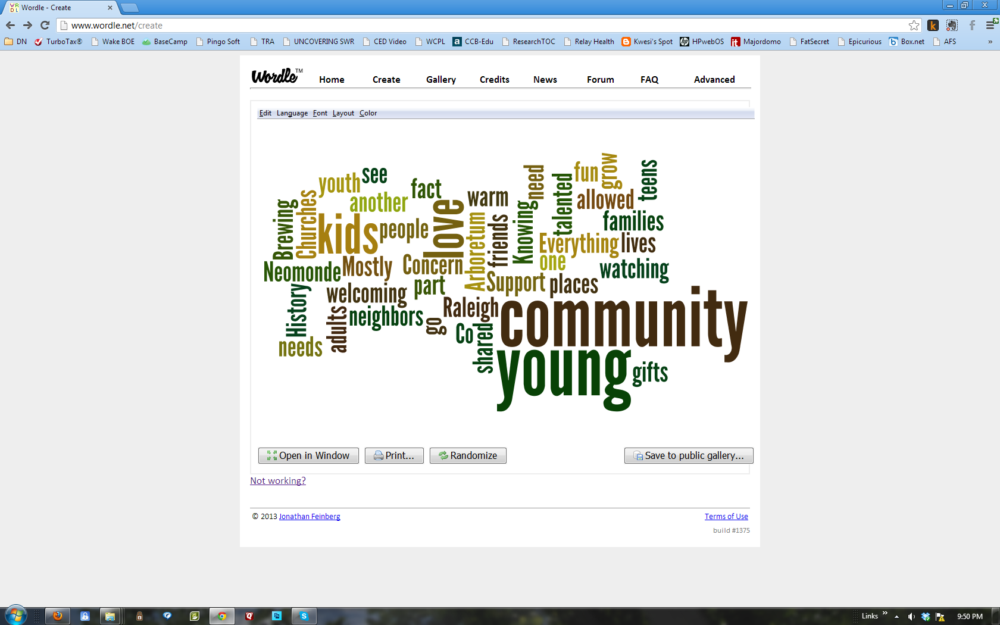 Wordle - Create
www.wordle.net/create
DN TurboTax® Wake BOE BaseCamp Pingo Soft TRA UNCOVERING SWR CED Video WCPL CCB-Edu ResearchTOC Relay Health Kwesi's Spot HPwebOS Majordomo FatSecret Epicurious Box.net AFS »
Wordle™ Home Create Gallery Credits News Forum FAQ Advanced
Edit Language Font Layout Color
youth
see
another
fact
Brewing
Churches
kids
people
love
warm
Arboretum
friends
Knowing
need
talented
fun
grow
allowed
teens
families
Everything
lives
one
watching
Neomonde
Mostly
Concern
part
Support
places
History
welcoming
adults
neighbors
needs
go
Raleigh
Co
shared
community
young
gifts
Open in Window Print... Randomize Save to public gallery...
Not working?
© 2013 Jonathan Feinberg Terms of Use
build #1375
Links » 9:50 PM